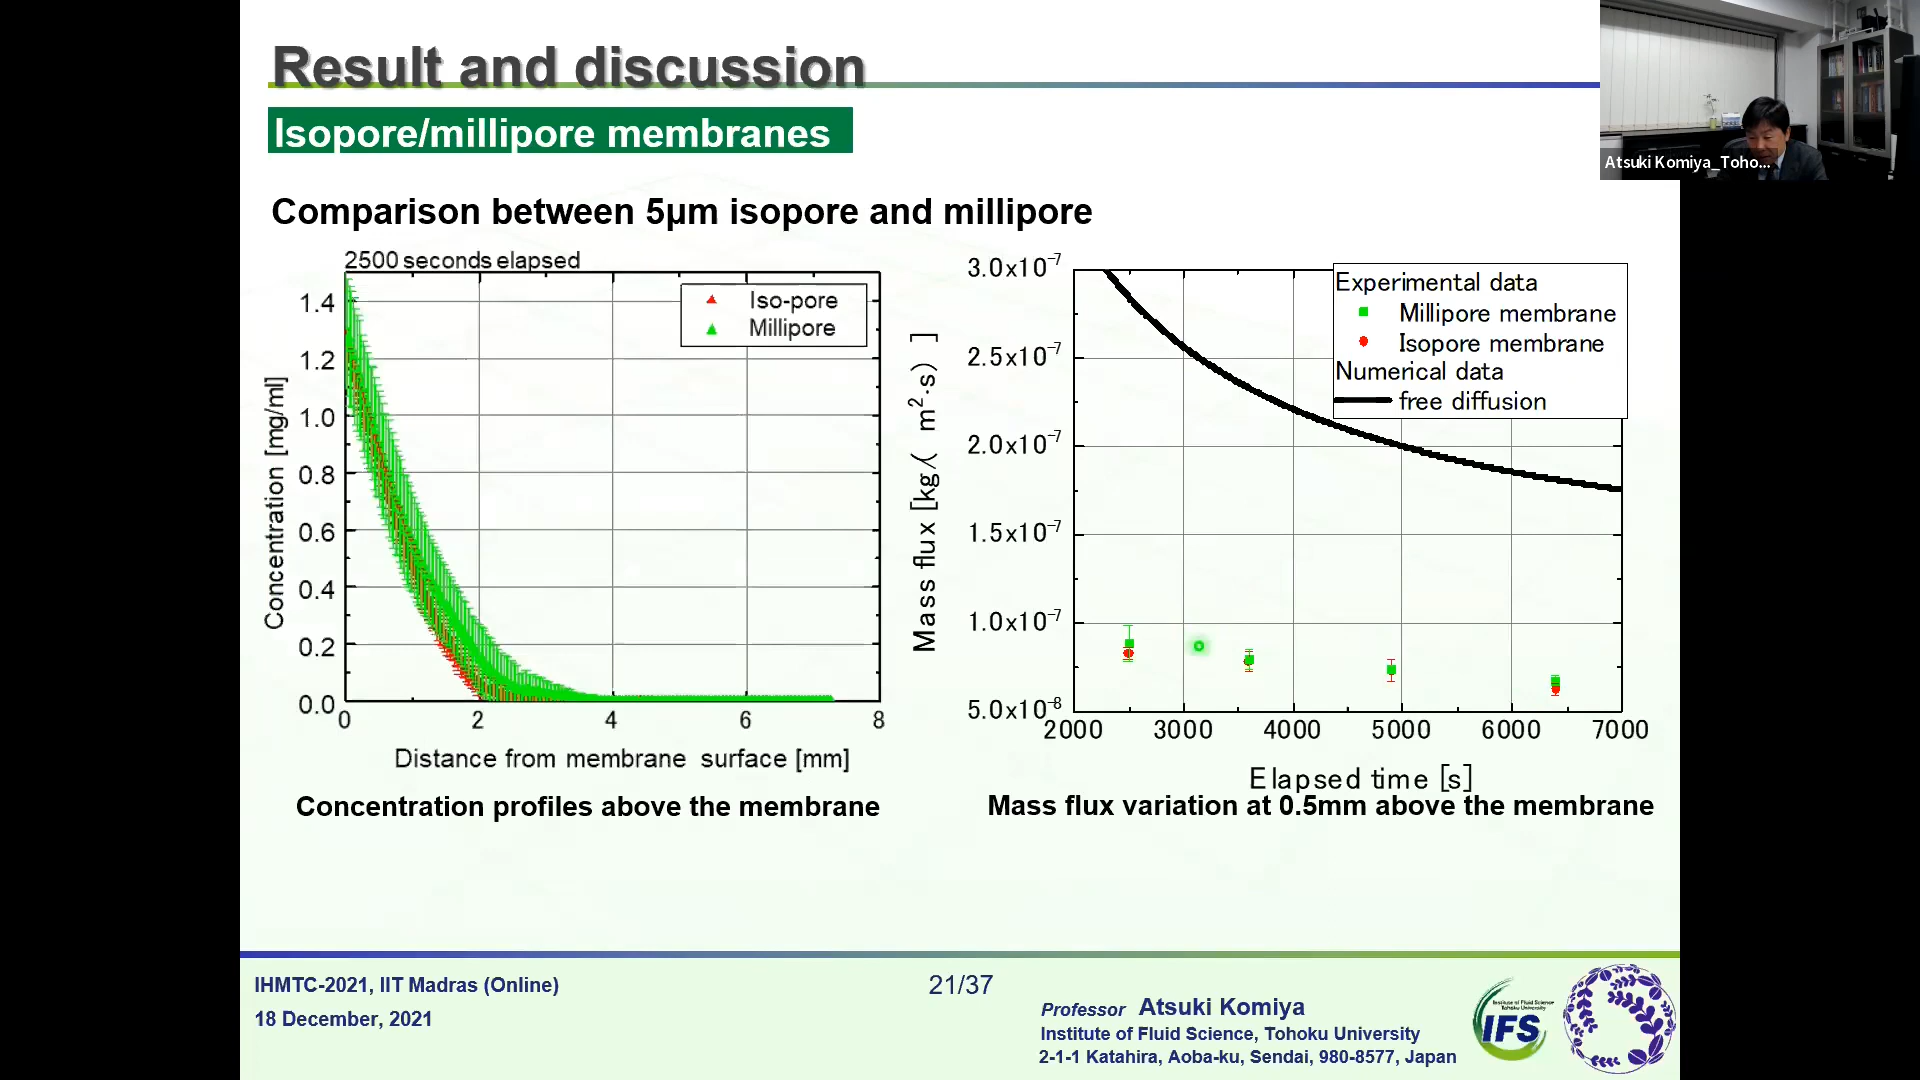 Result and discussion
Isopore/millipore membranes
Atsuki Komiya_Toho...
Comparison between 5μm isopore and millipore
2500 seconds elapsed
Iso-pore
Millipore
1.4
1.2
1.0
0.8
0.6
0.4
0.2
0.0
0 2 4 6 8
Concentration [mg/ml]
Distance from membrane surface [mm]
Concentration profiles above the membrane
Experimental data
Millipore membrane
Isopore membrane
Numerical data
free diffusion
3.0x10⁻⁷
2.5x10⁻⁷
2.0x10⁻⁷
1.5x10⁻⁷
1.0x10⁻⁷
5.0x10⁻⁸
2000 3000 4000 5000 6000 7000
Mass flux [kg/( m²·s) ]
Elapsed time [s]
Mass flux variation at 0.5mm above the membrane
IHMTC-2021, IIT Madras (Online)
18 December, 2021
21/37
Professor Atsuki Komiya
Institute of Fluid Science, Tohoku University
2-1-1 Katahira, Aoba-ku, Sendai, 980-8577, Japan
Institute of Fluid Science
Tohoku University
IFS